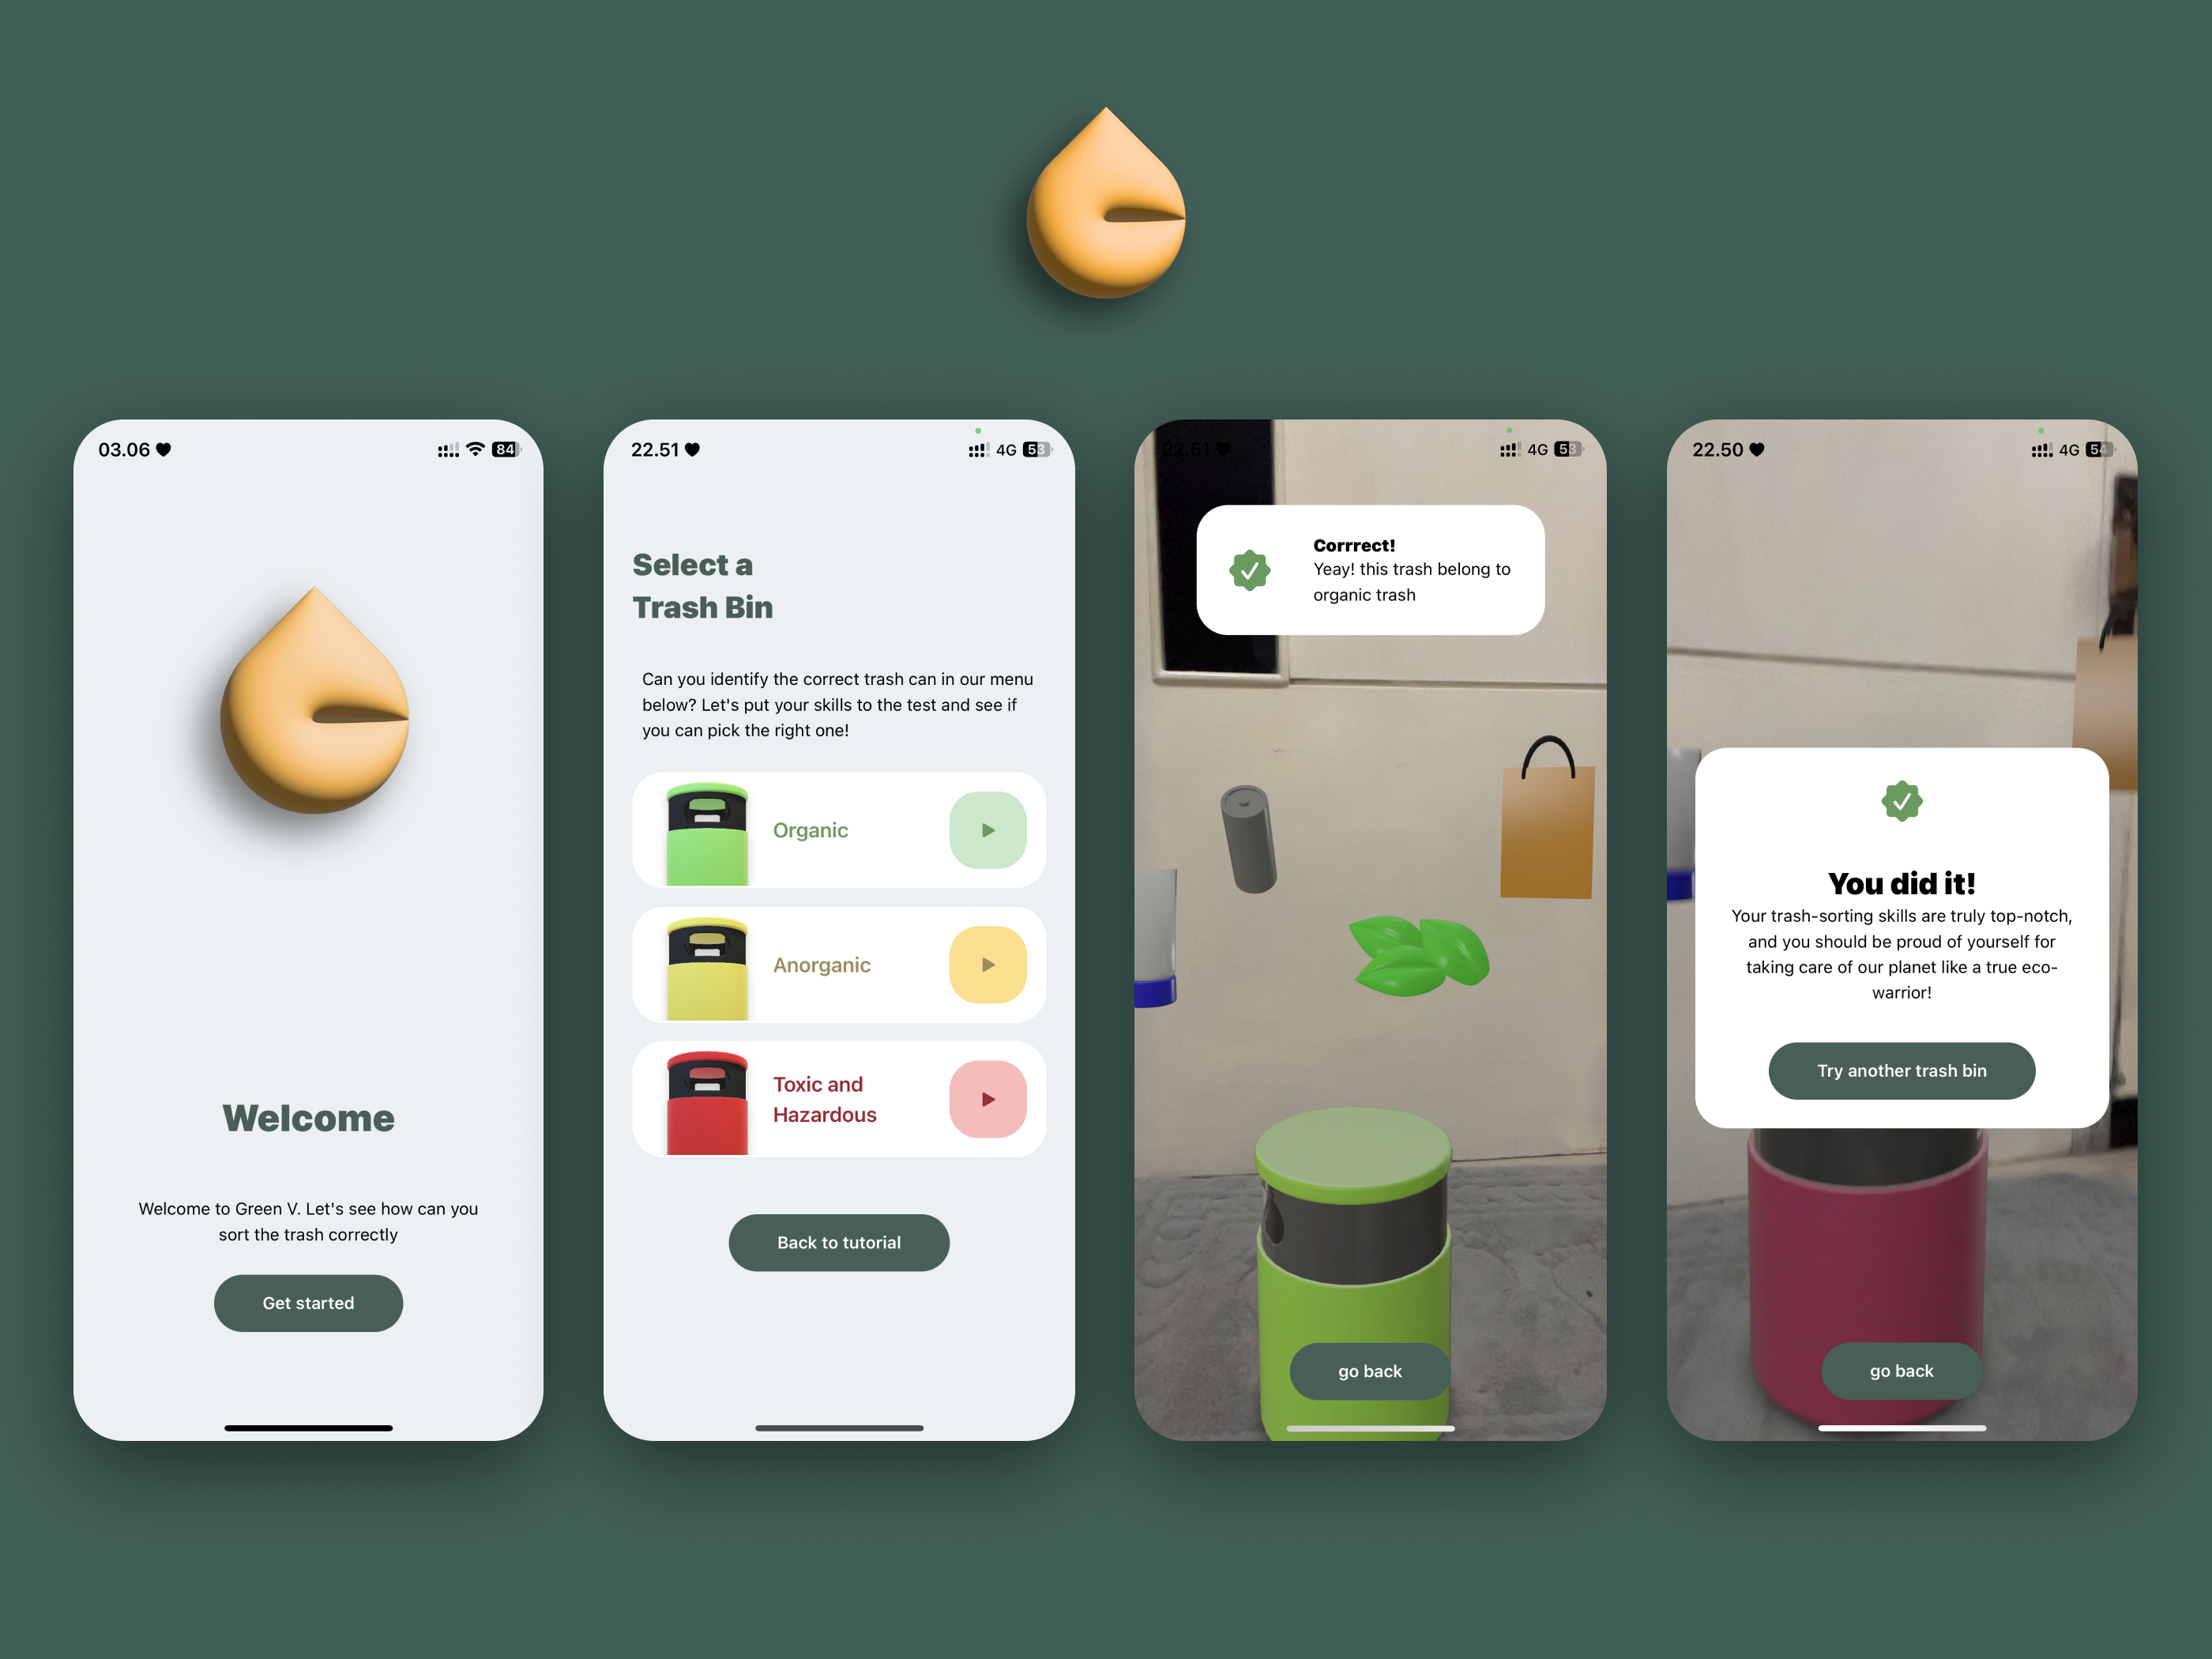 03.06
84
Welcome
Welcome to Green V. Let's see how can you
sort the trash correctly
Get started
22.51
4G 53
Select a
Trash Bin
Can you identify the correct trash can in our menu
below? Let's put your skills to the test and see if
you can pick the right one!
Organic
Anorganic
Toxic and
Hazardous
Back to tutorial
22.51
4G 53
Corrrect!
Yeay! this trash belong to
organic trash
go back
22.50
4G 54
You did it!
Your trash-sorting skills are truly top-notch,
and you should be proud of yourself for
taking care of our planet like a true eco-
warrior!
Try another trash bin
go back